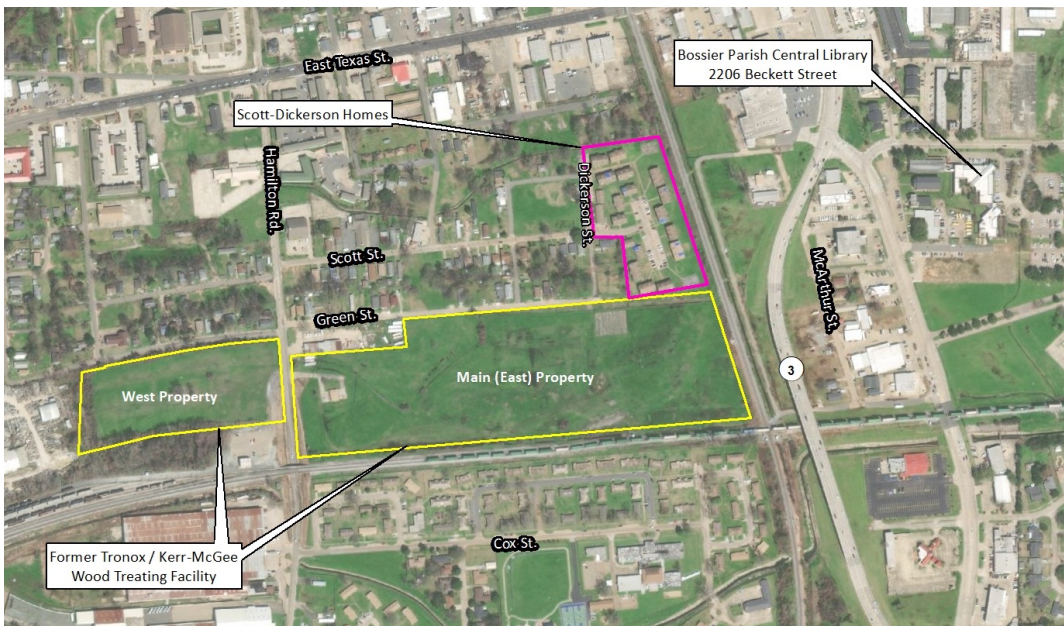 East Texas St.
Bossier Parish Central Library
2206 Beckett Street
Scott-Dickerson Homes
Hamilton Rd.
Dickerson St.
Scott St.
McArthur St.
Green St.
3
Main (East) Property
West Property
Cox St.
Former Tronox / Kerr-McGee
Wood Treating Facility